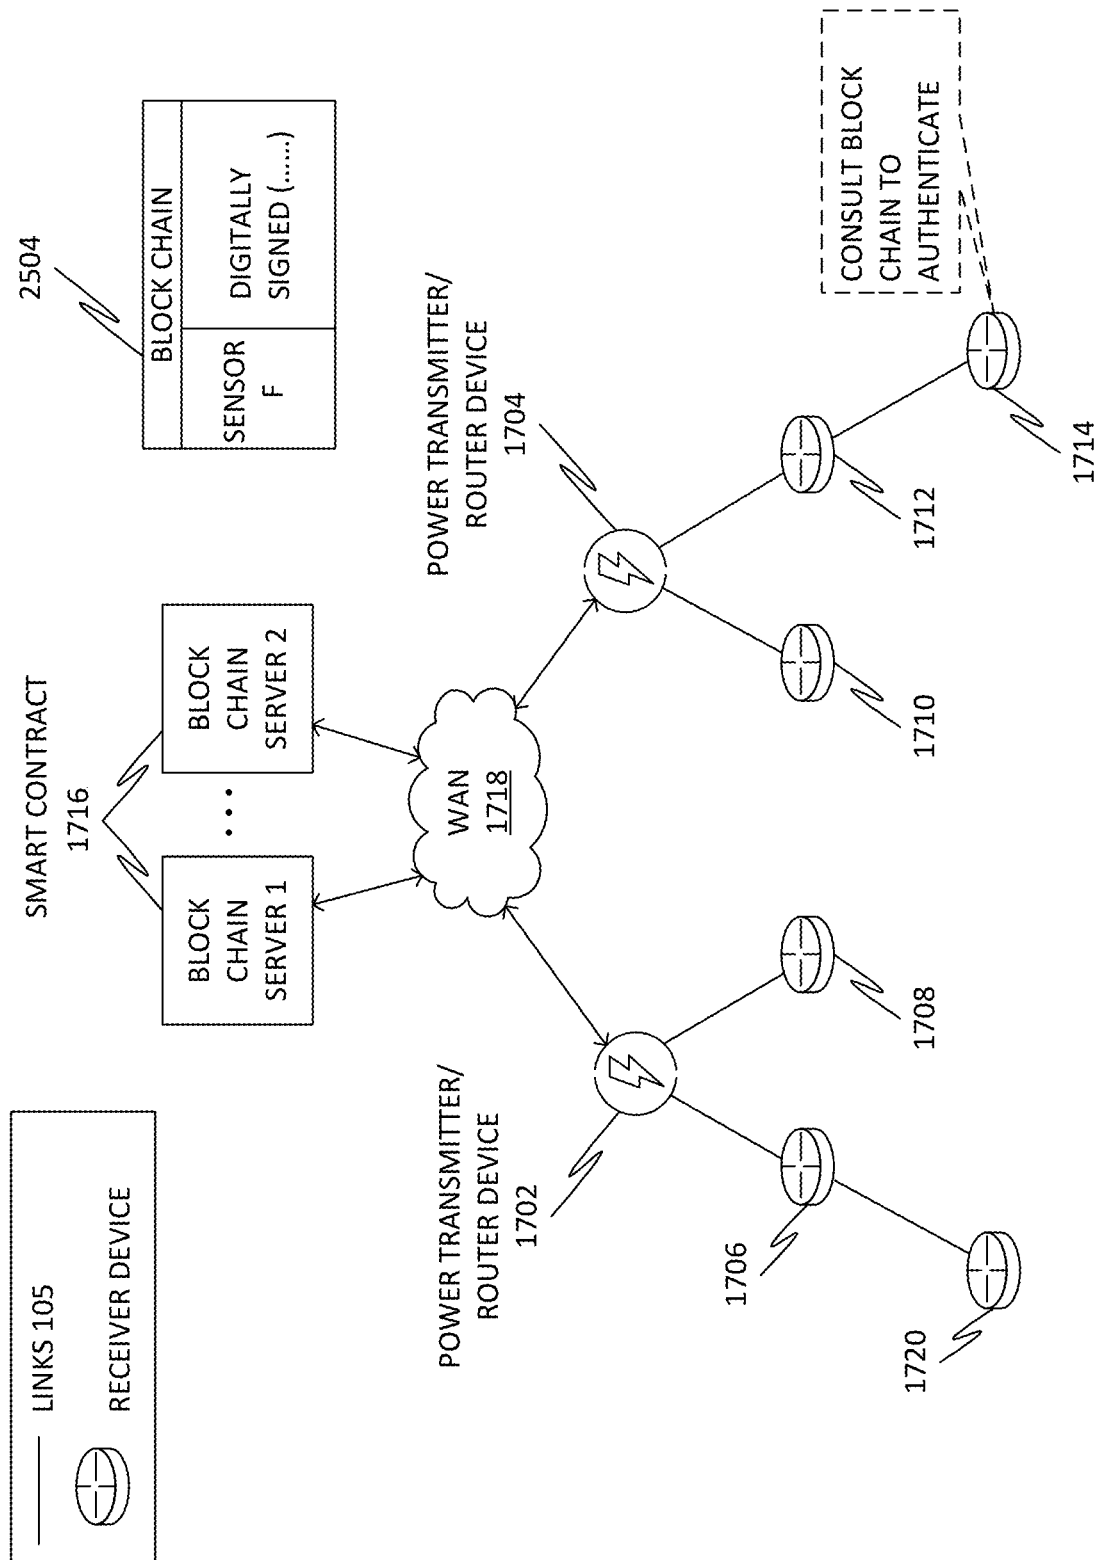 LINKS 105
RECEIVER DEVICE
SMART CONTRACT
1716
BLOCK
CHAIN
SERVER 1
...
BLOCK
CHAIN
SERVER 2
2504
BLOCK CHAIN
SENSOR
F
DIGITALLY
SIGNED (......)
WAN
1718
POWER TRANSMITTER/
ROUTER DEVICE
1702
POWER TRANSMITTER/
ROUTER DEVICE
1704
1706
1708
1710
1712
1720
1714
CONSULT BLOCK
CHAIN TO
AUTHENTICATE